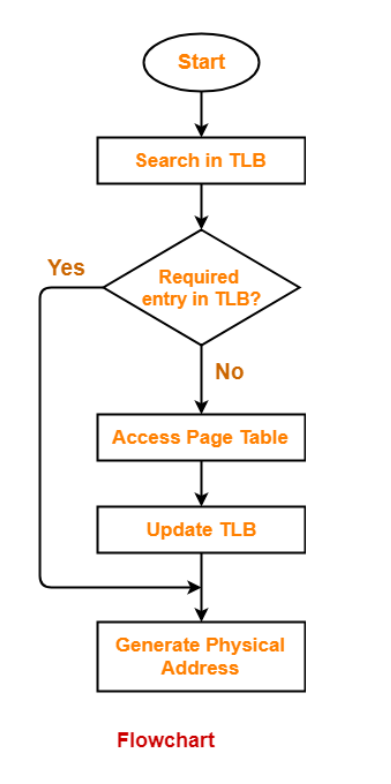 Start
Search in TLB
Yes
Required
entry in TLB?
No
Access Page Table
Update TLB
Generate Physical
Address
Flowchart